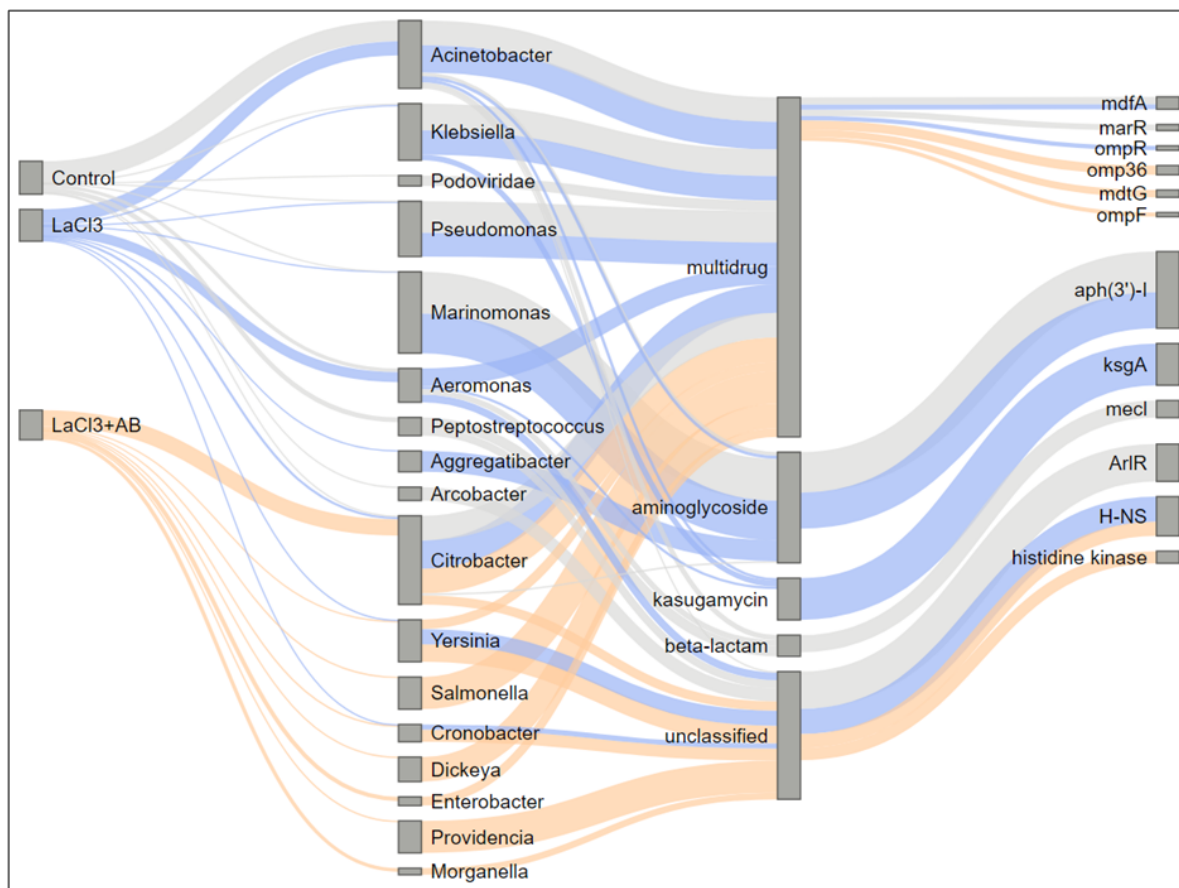 Control
LaCl3
LaCl3+AB
Acinetobacter
Klebsiella
Podoviridae
Pseudomonas
Marinomonas
Aeromonas
Peptostreptococcus
Aggregatibacter
Arcobacter
Citrobacter
Yersinia
Salmonella
Cronobacter
Dickeya
Enterobacter
Providencia
Morganella
multidrug
aminoglycoside
kasugamycin
beta-lactam
unclassified
mdfA
marR
ompR
omp36
mdtG
ompF
aph(3')-I
ksgA
mecI
ArlR
H-NS
histidine kinase